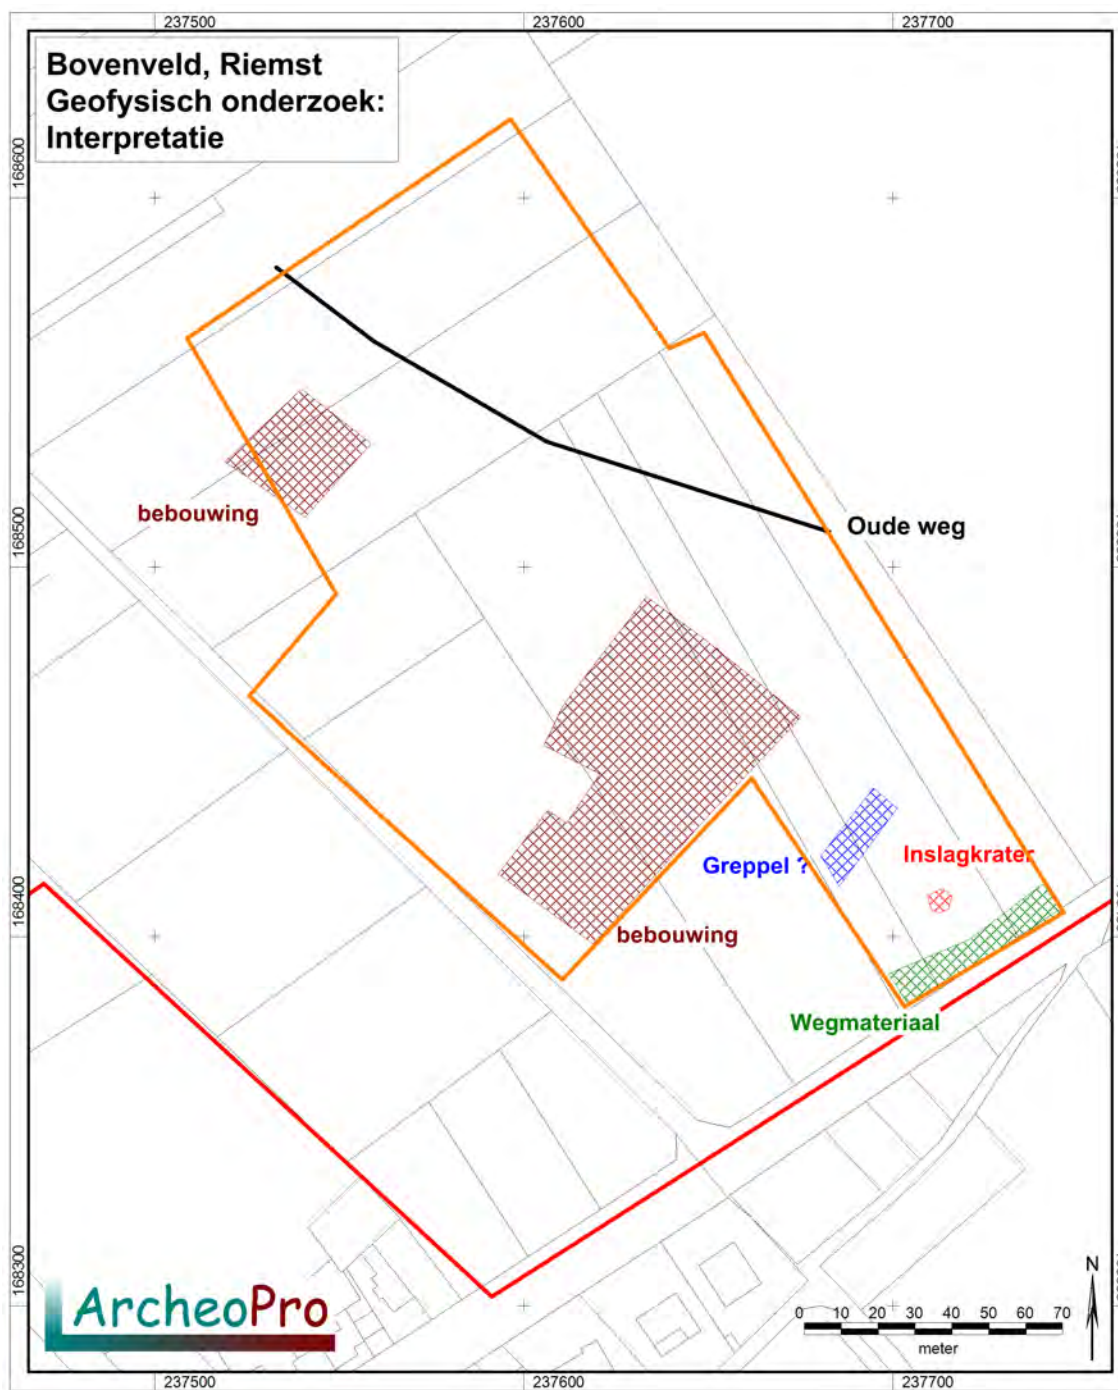 237500
237600
237700
Bovenveld, Riemst
Geofysisch onderzoek:
Interpretatie
168600
bebouwing
Oude weg
168500
Greppel ?
Inslagkrater
168400
bebouwing
Wegmateriaal
168300
ArcheoPro
N
0 10 20 30 40 50 60 70
meter
237500
237600
237700